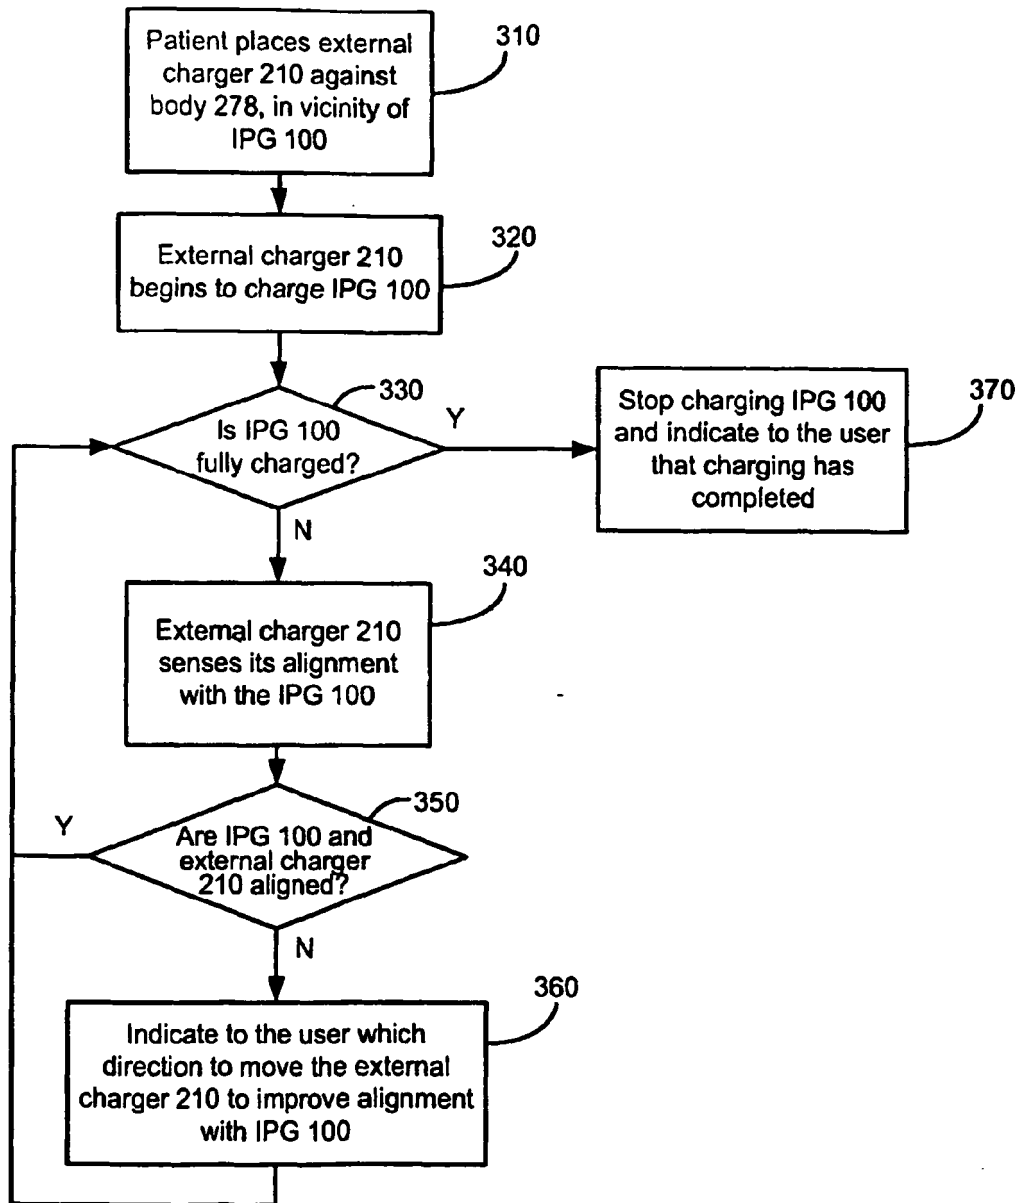 Patient places external
charger 210 against
body 278, in vicinity of
IPG 100
310
External charger 210
begins to charge IPG 100
320
330
Is IPG 100
fully charged?
Y
N
Stop charging IPG 100
and indicate to the user
that charging has
completed
370
340
External charger 210
senses its alignment
with the IPG 100
350
Are IPG 100 and
external charger
210 aligned?
Y
N
360
Indicate to the user which
direction to move the external
charger 210 to improve alignment
with IPG 100